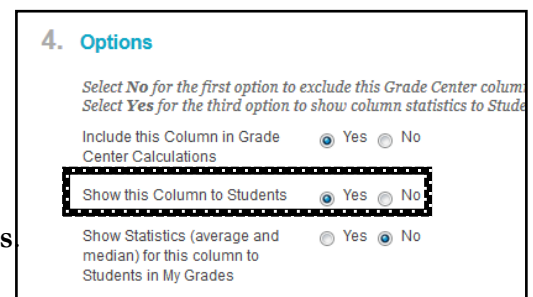 4. Options
Select No for the first option to exclude this Grade Center colum
Select Yes for the third option to show column statistics to Stude
Include this Column in Grade Yes No
Center Calculations
Show this Column to Students Yes No
s.
Show Statistics (average and Yes No
median) for this column to
Students in My Grades